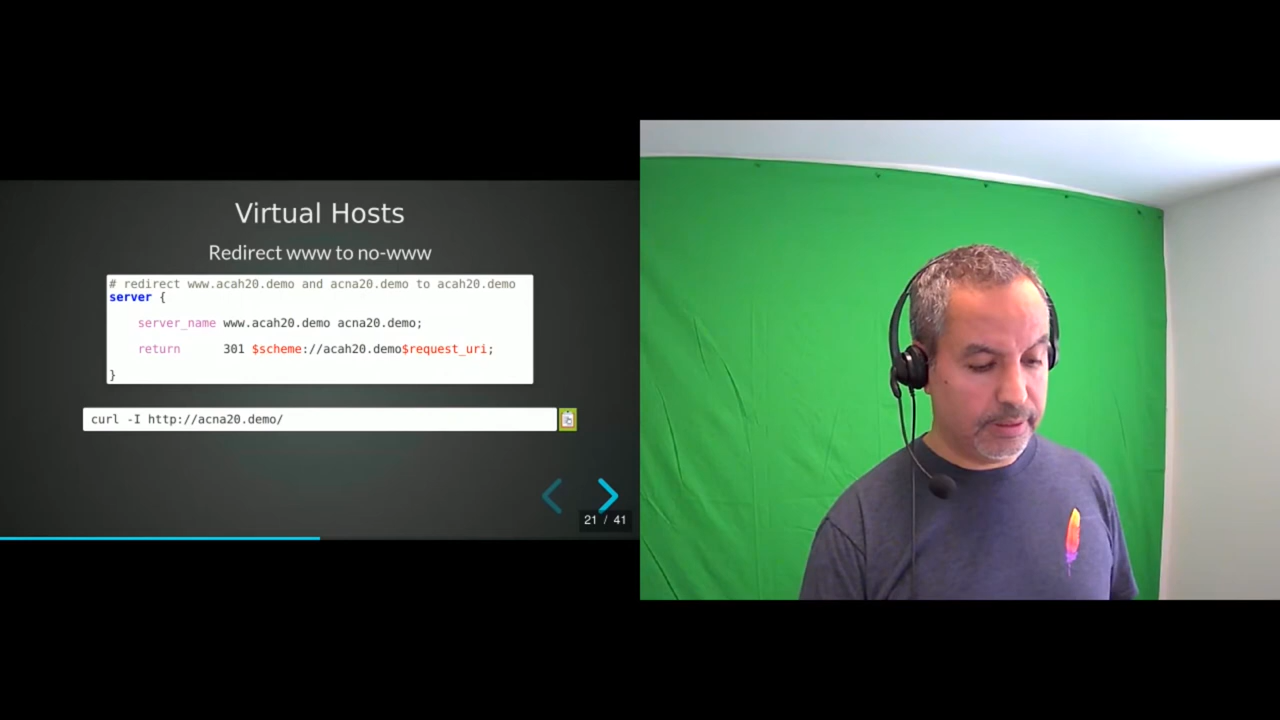 Virtual Hosts
Redirect www to no-www
# redirect www.acah20.demo and acna20.demo to acah20.demo
server {
server_name www.acah20.demo acna20.demo;
return 301 $scheme://acah20.demo$request_uri;
}
curl -I http://acna20.demo/
21 / 41